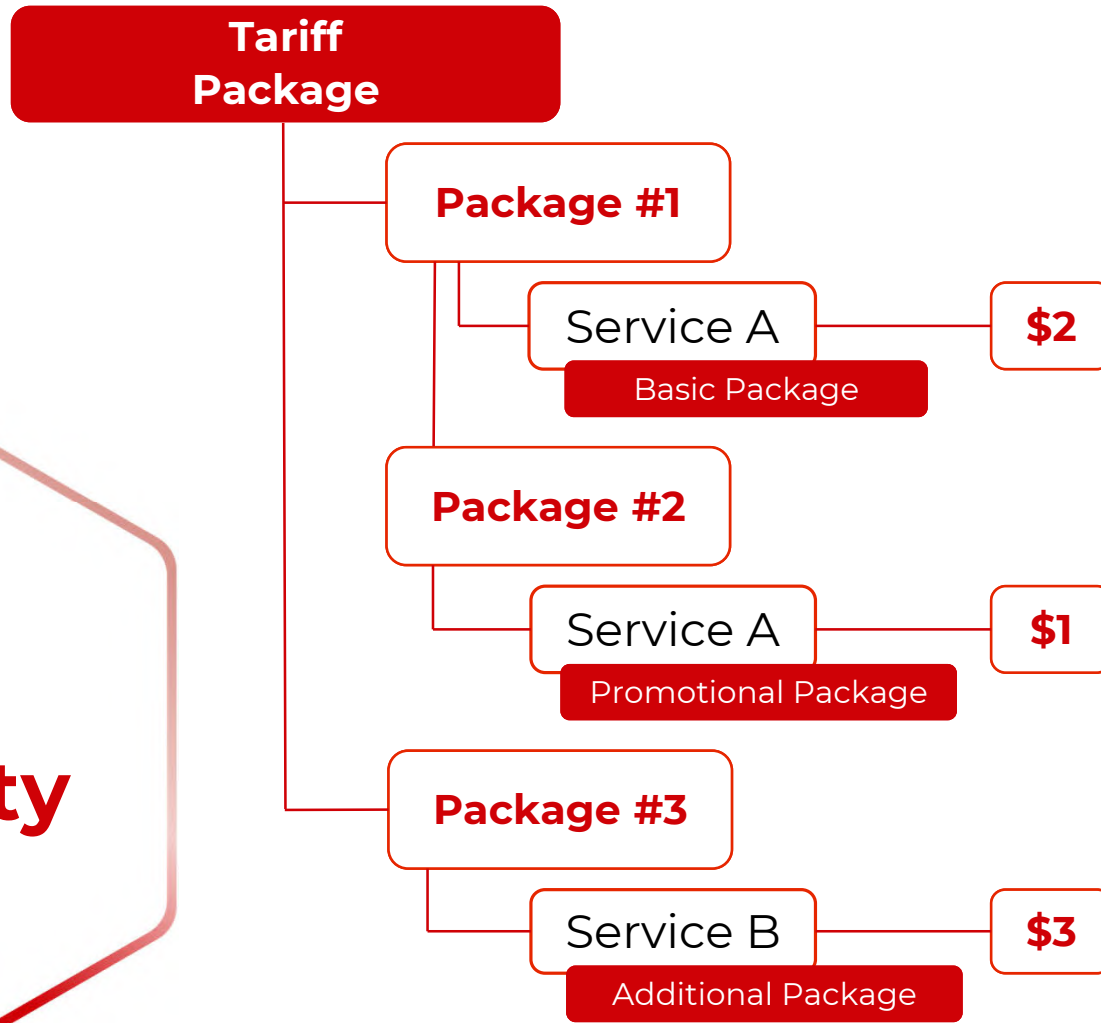 Tariff
Package
Package #1
Service A
$2
Basic Package
Package #2
Service A
$1
Promotional Package
ty
Package #3
Service B
$3
Additional Package